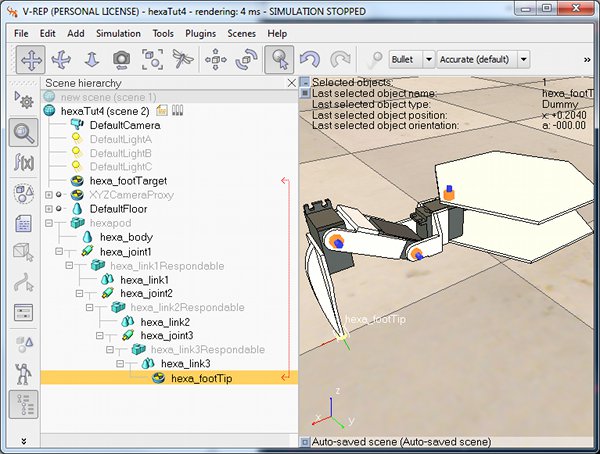 V-REP (PERSONAL LICENSE) - hexaTut4 - rendering: 4 ms - SIMULATION STOPPED
File Edit Add Simulation Tools Plugins Scenes Help
Bullet Accurate (default) »
Scene hierarchy
new scene (scene 1)
hexaTut4 (scene 2)
DefaultCamera
DefaultLightA
DefaultLightB
DefaultLightC
hexa_footTarget
XYZCameraProxy
DefaultFloor
hexapod
hexa_body
hexa_joint1
hexa_link1Respondable
hexa_link1
hexa_joint2
hexa_link2Respondable
hexa_link2
hexa_joint3
hexa_link3Respondable
hexa_link3
hexa_footTip
Selected objects: 1
Last selected object name: hexa_footT
Last selected object type: Dummy
Last selected object position: x: +0.2040
Last selected object orientation: a: -000.00
hexa_footTip
z
x
y
Auto-saved scene (Auto-saved scene)
f(x)